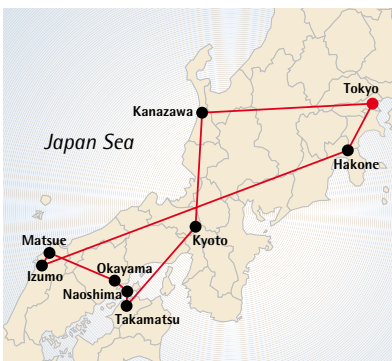 Tokyo
Kanazawa
Japan Sea
Hakone
Matsue
Kyoto
Izumo
Okayama
Naoshima
Takamatsu